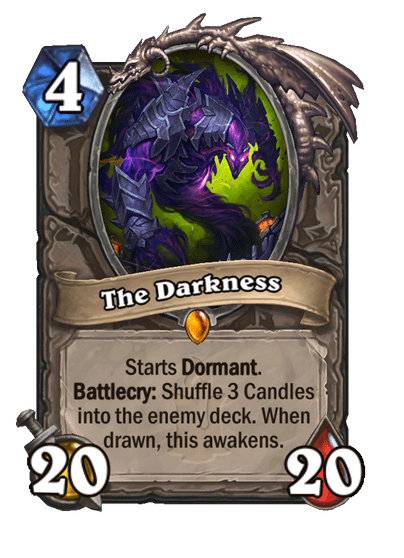 4
The Darkness
Starts Dormant.
Battlecry: Shuffle 3 Candles
into the enemy deck. When
drawn, this awakens.
20
20